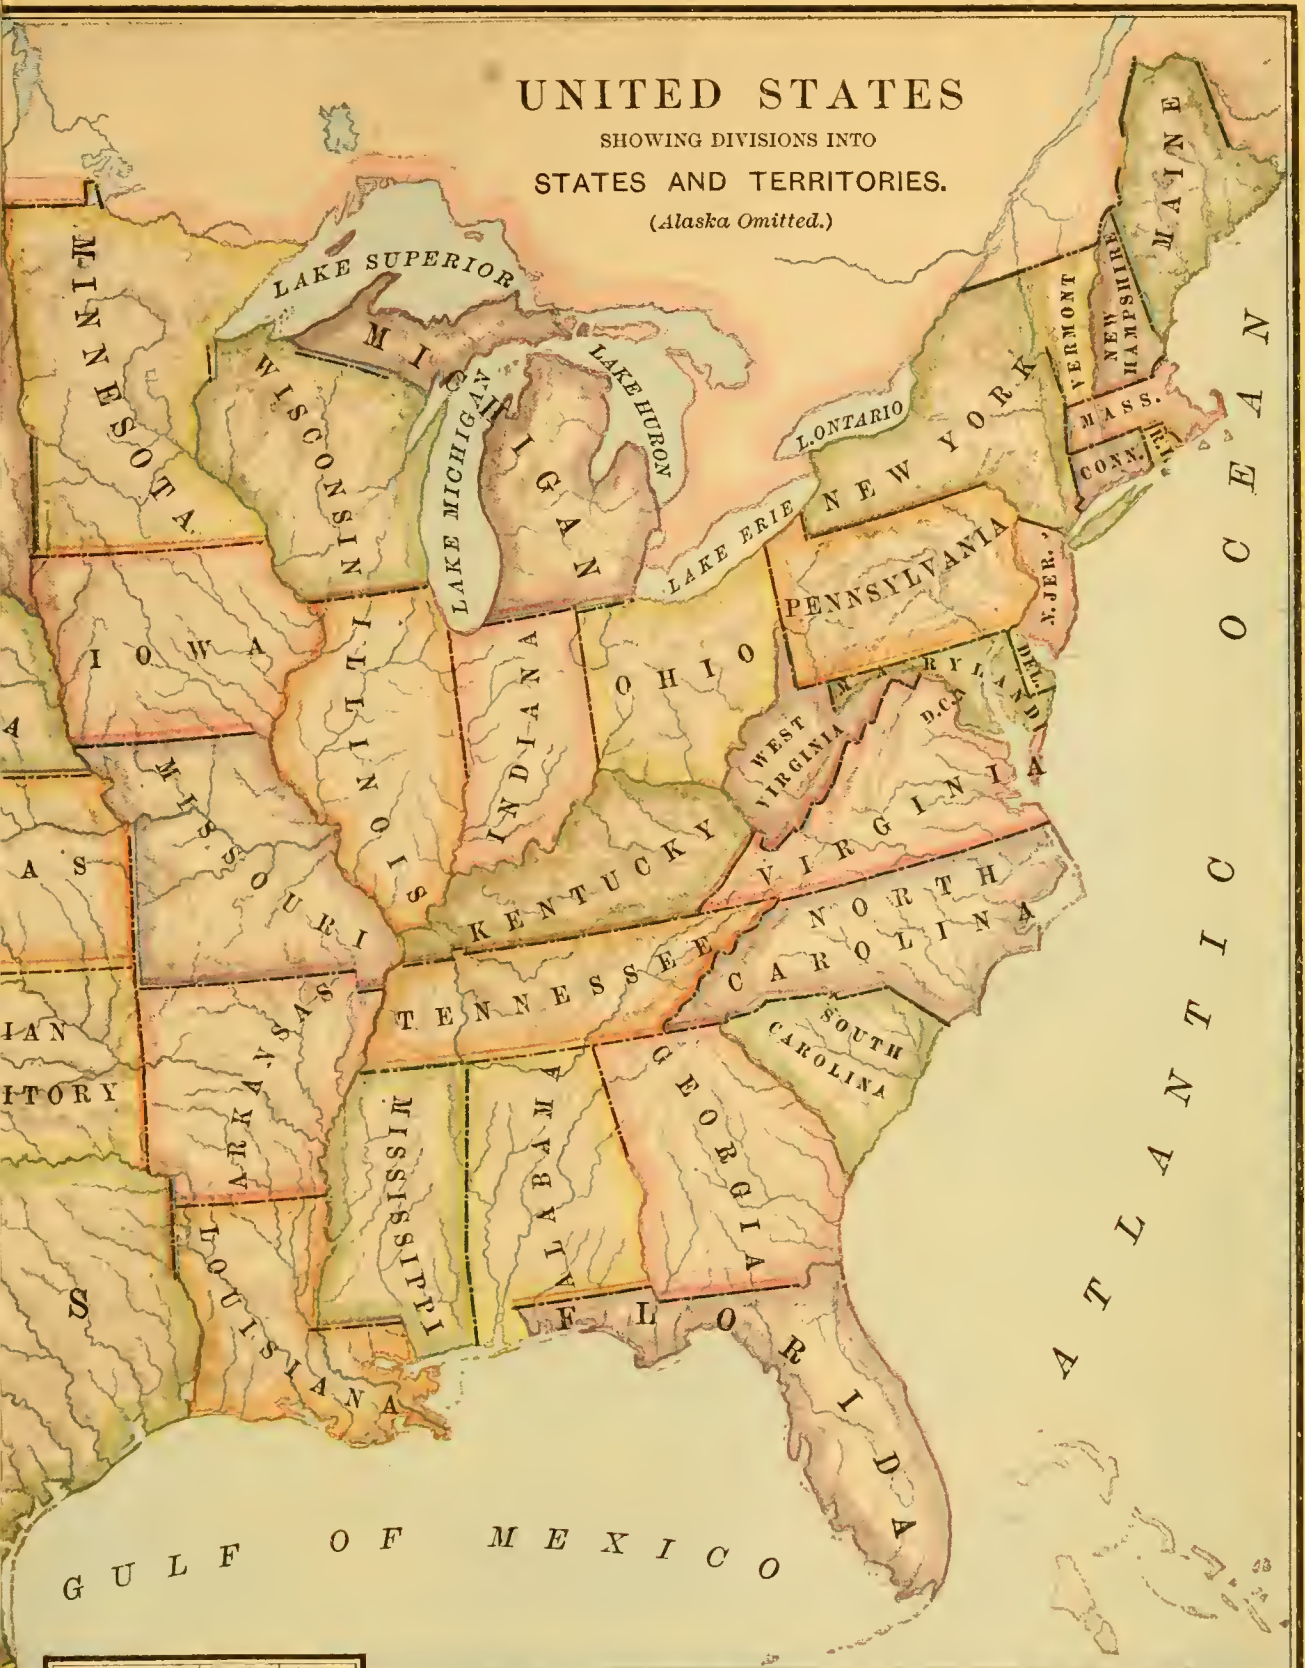 UNITED STATES
SHOWING DIVISIONS INTO
STATES AND TERRITORIES.
(Alaska Omitted.)
MAINE
MINNESOTA
LAKE SUPERIOR
MICHIGAN
WISCONSIN
LAKE MICHIGAN
LAKE HURON
L. ONTARIO
LAKE ERIE
NEW YORK
VERMONT
NEW
HAMPSHIRE
MASS.
CONN.
R.I.
PENNSYLVANIA
N. JER.
IOWA
ILLINOIS
INDIANA
OHIO
MARYLAND
DEL.
D.C.
WEST
VIRGINIA
VIRGINIA
A
MISSOURI
KENTUCKY
AS
NORTH
CAROLINA
TENNESSEE
IAN
ITORY
ARKANSAS
SOUTH
CAROLINA
MISSISSIPPI
ALABAMA
GEORGIA
S
LOUISIANA
FLORIDA
ATLANTIC OCEAN
GULF OF MEXICO